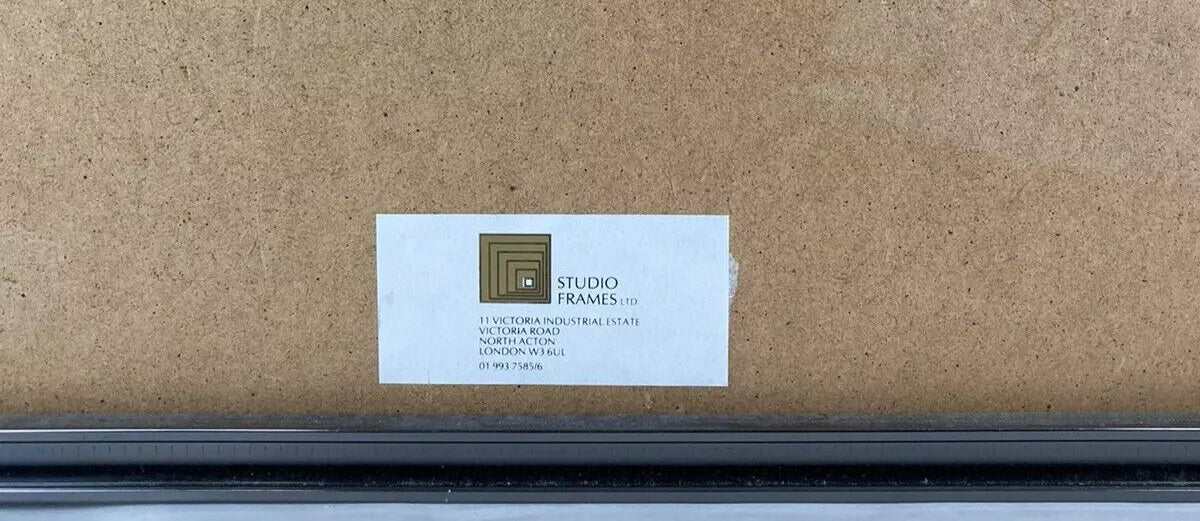 STUDIO
FRAMES LTD
11 VICTORIA INDUSTRIAL ESTATE
VICTORIA ROAD
NORTH ACTON
LONDON W3 6UL
01 993 7585/6